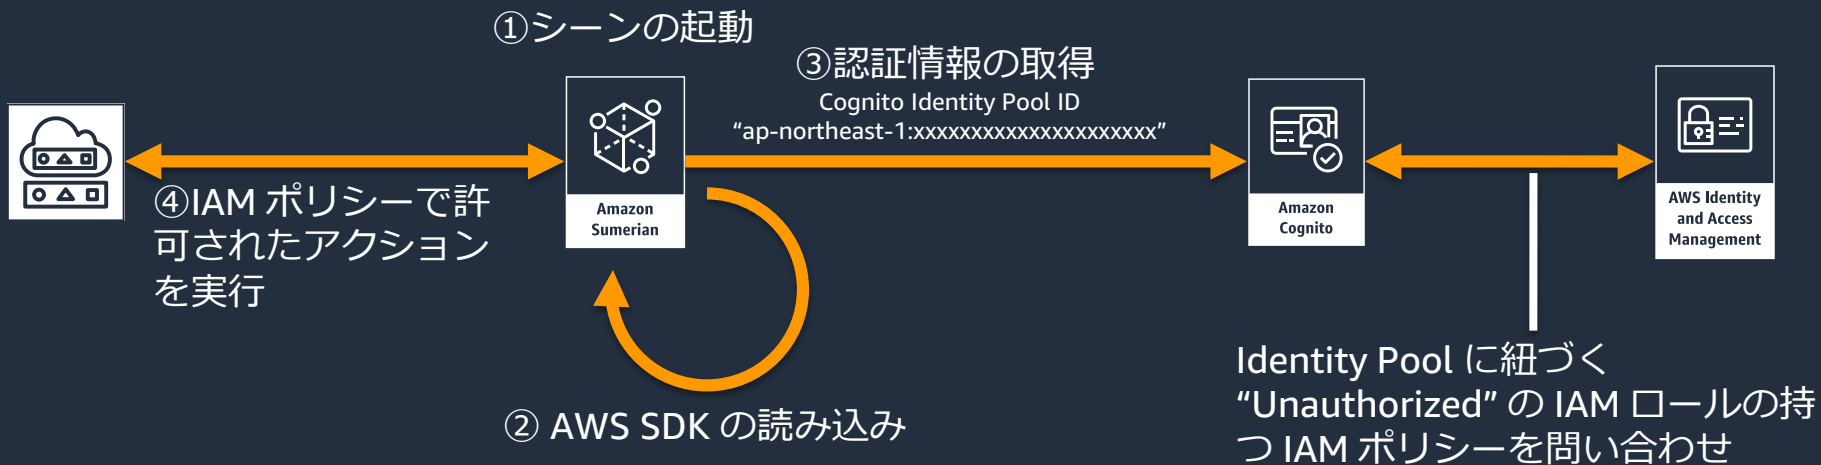 ①シーンの起動
③認証情報の取得
Cognito Identity Pool ID
“ap-northeast-1:xxxxxxxxxxxxxxxxxxxxx”
④IAM ポリシーで許
可されたアクション
を実行
Amazon
Sumerian
Amazon
Cognito
AWS Identity
and Access
Management
② AWS SDK の読み込み
Identity Pool に紐づく
“Unauthorized” の IAM ロールの持
つ IAM ポリシーを問い合わせ